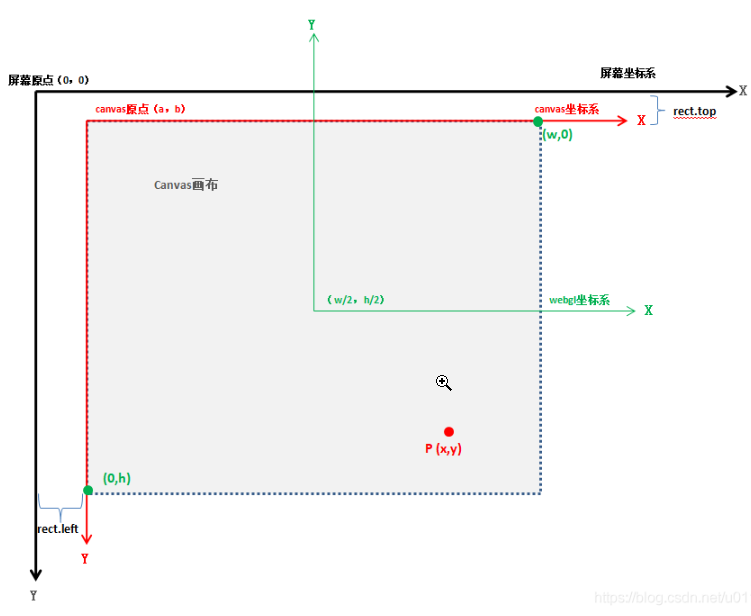 Y
屏幕原点（0，0）
屏幕坐标系
X
canvas原点（a，b）
canvas坐标系
X
rect.top
(w,0)
Canvas画布
（w/2，h/2）
webgl坐标系
X
P (x,y)
(0,h)
rect.left
Y
Y
https://blog.csdn.net/u01